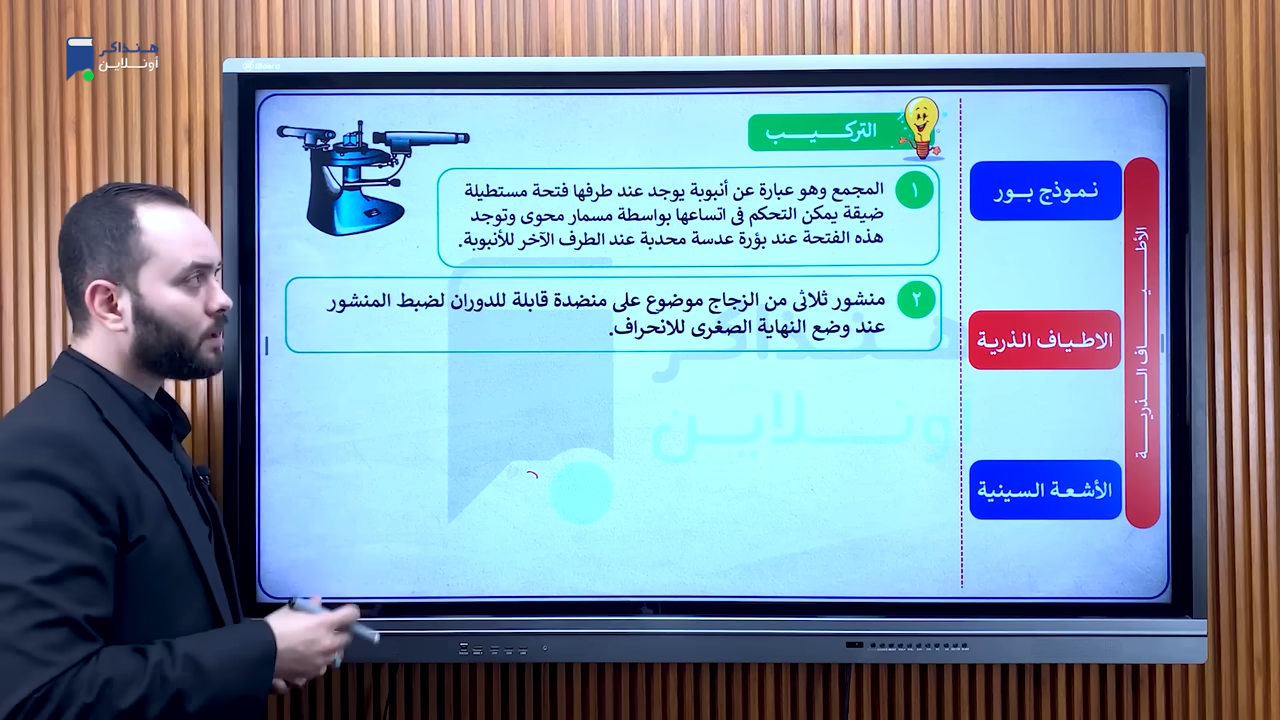 هنذاكر
أونلاين
التركيب
١
المجمع وهو عبارة عن أنبوبة يوجد عند طرفها فتحة مستطيلة
ضيقة يمكن التحكم فى اتساعها بواسطة مسمار محوى وتوجد
هذه الفتحة عند بؤرة عدسة محدبة عند الطرف الآخر للأنبوبة.
٢
منشور ثلاثى من الزجاج موضوع على منضدة قابلة للدوران لضبط المنشور
عند وضع النهاية الصغرى للانحراف.
هنذاكر
أونلاين
الأطياف الذرية
نموذج بور
الاطياف الذرية
الأشعة السينية